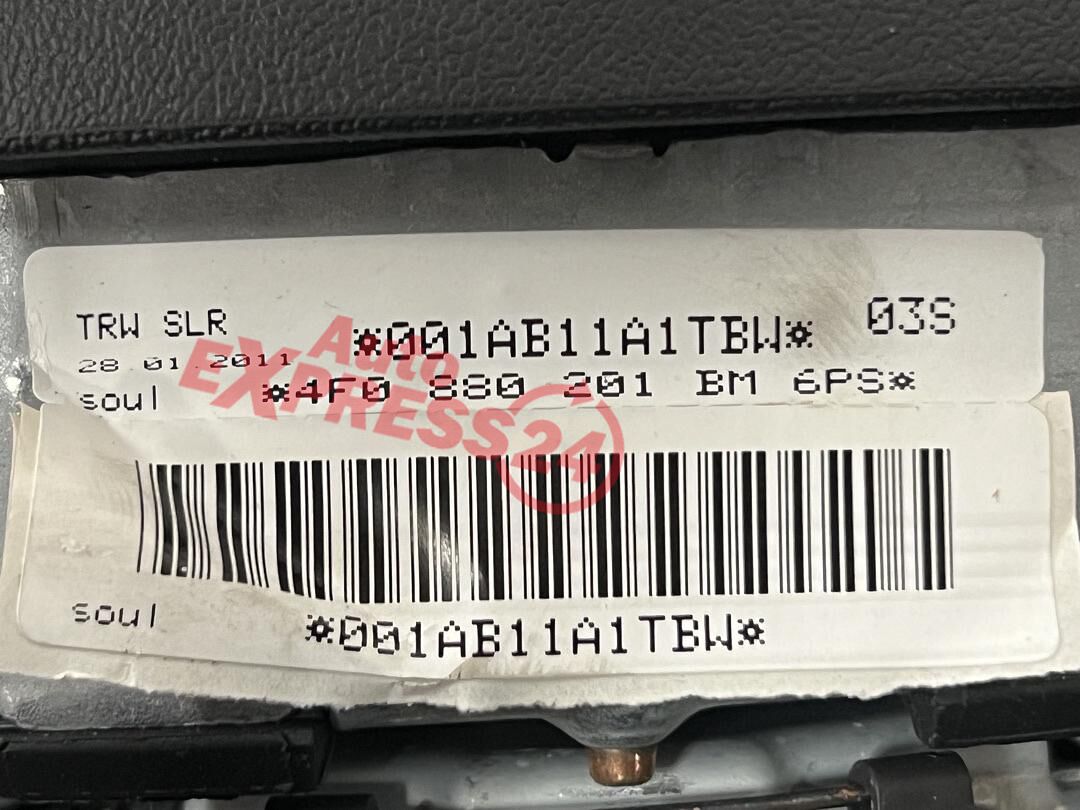 TRW SLR
*001AB11A1TBW*
03S
28.01.2011
soul
*4F0 880 201 BM 6PS*
Auto
EXPRESS24
soul
*001AB11A1TBW*